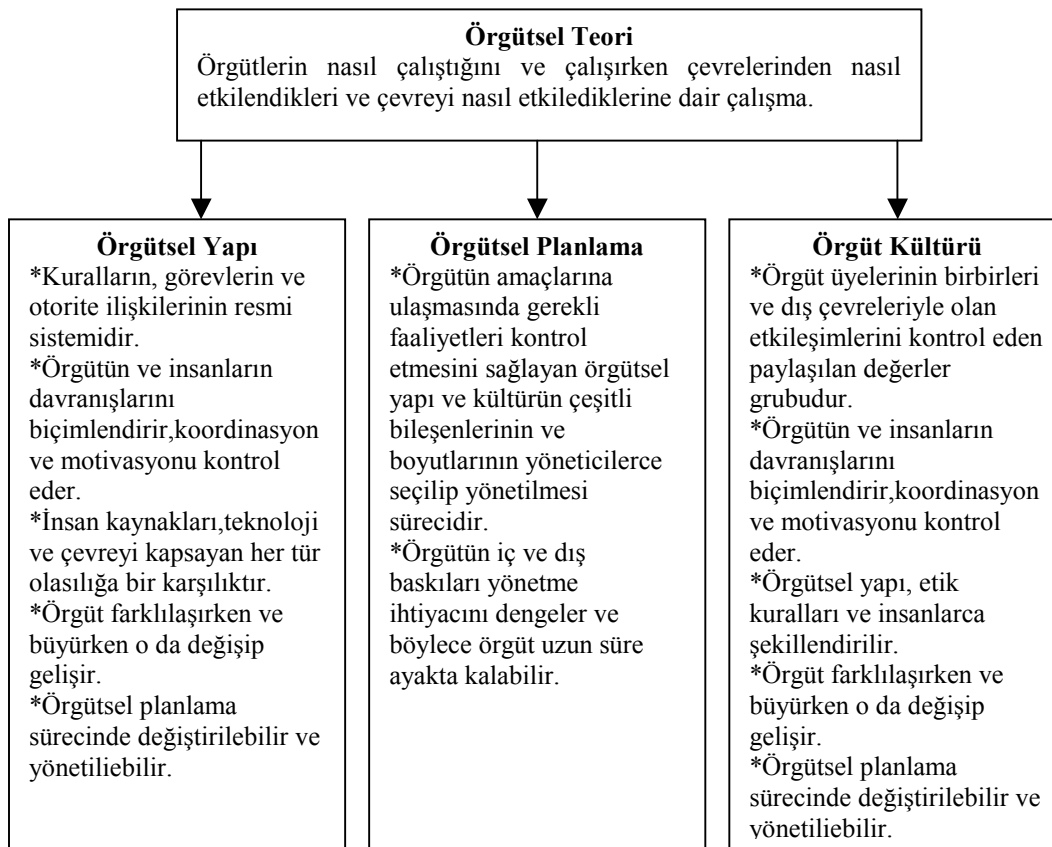 Örgütsel Teori
Örgütlerin nasıl çalıştığını ve çalışırken çevrelerinden nasıl
etkilendikleri ve çevreyi nasıl etkilediklerine dair çalışma.
Örgütsel Yapı
*Kuralların, görevlerin ve
otorite ilişkilerinin resmi
sistemidir.
*Örgütün ve insanların
davranışlarını
biçimlendirir,koordinasyon
ve motivasyonu kontrol
eder.
*İnsan kaynakları,teknoloji
ve çevreyi kapsayan her tür
olasılığa bir karşılıktır.
*Örgüt farklılaşırken ve
büyürken o da değişip
gelişir.
*Örgütsel planlama
sürecinde değiştirilebilir ve
yönetiliebilir.
Örgütsel Planlama
*Örgütün amaçlarına
ulaşmasında gerekli
faaliyetleri kontrol
etmesini sağlayan örgütsel
yapı ve kültürün çeşitli
bileşenlerinin ve
boyutlarının yöneticilerce
seçilip yönetilmesi
sürecidir.
*Örgütün iç ve dış
baskıları yönetme
ihtiyacını dengeler ve
böylece örgüt uzun süre
ayakta kalabilir.
Örgüt Kültürü
*Örgüt üyelerinin birbirleri
ve dış çevreleriyle olan
etkileşimlerini kontrol eden
paylaşılan değerler
grubudur.
*Örgütün ve insanların
davranışlarını
biçimlendirir,koordinasyon
ve motivasyonu kontrol
eder.
*Örgütsel yapı, etik
kuralları ve insanlarca
şekillendirilir.
*Örgüt farklılaşırken ve
büyürken o da değişip
gelişir.
*Örgütsel planlama
sürecinde değiştirilebilir ve
yönetiliebilir.